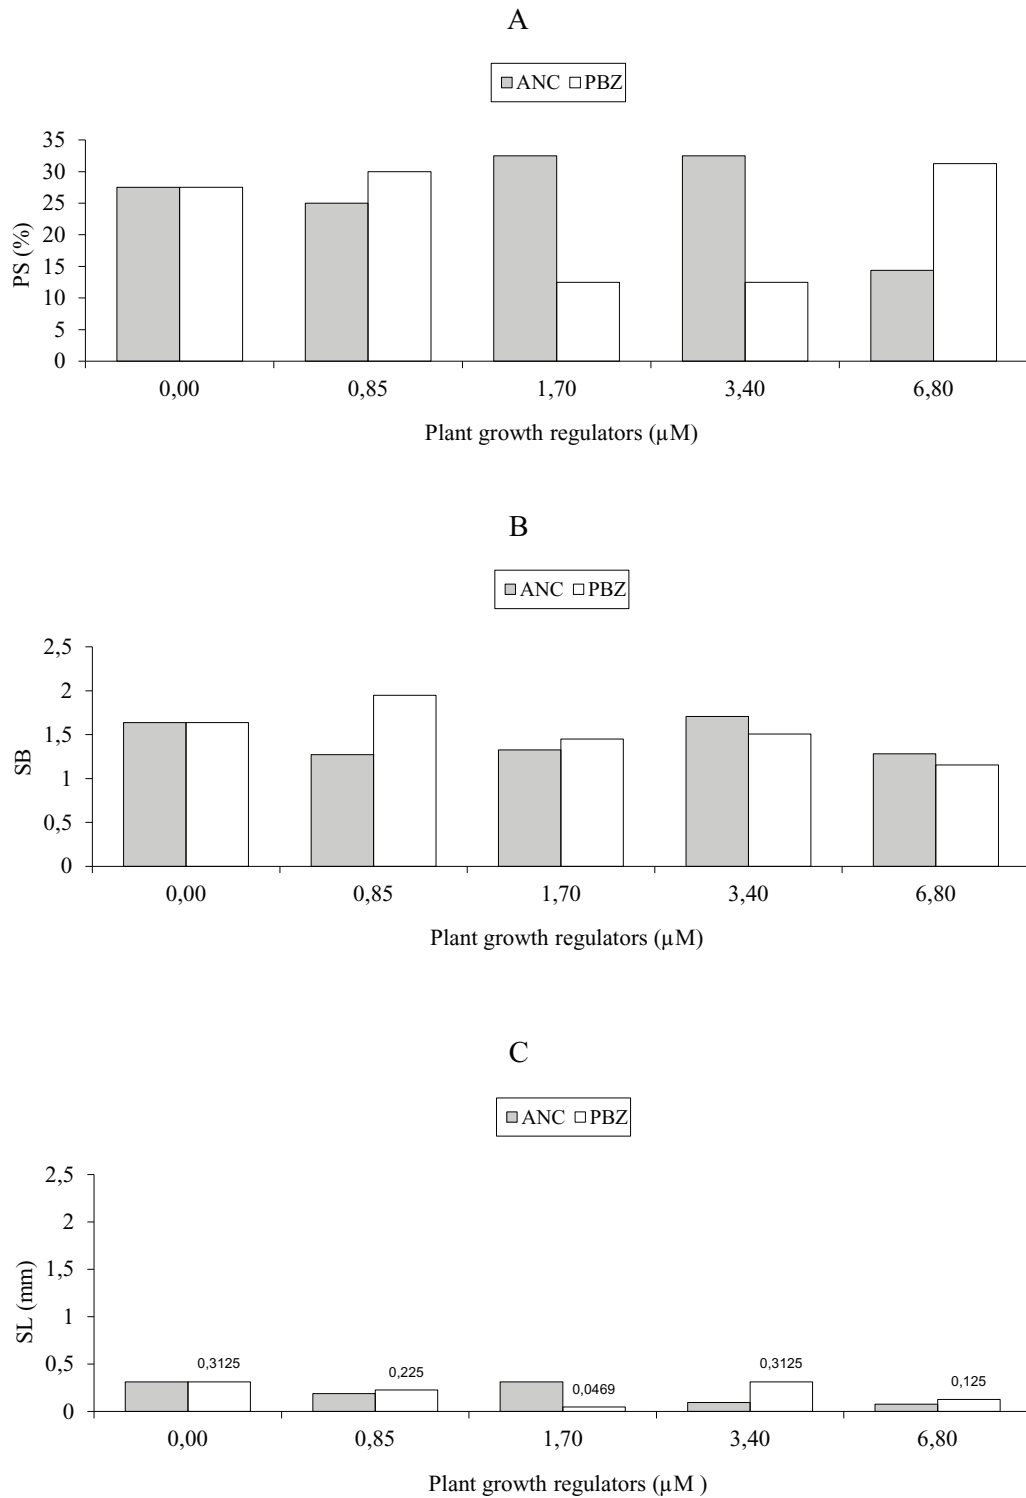 A
ANC PBZ
35
30
25
20
15
10
5
0
PS (%)
0,00 0,85 1,70 3,40 6,80
Plant growth regulators (µM)
B
ANC PBZ
2,5
2
1,5
1
0,5
0
SB
0,00 0,85 1,70 3,40 6,80
Plant growth regulators (µM)
C
ANC PBZ
2,5
2
1,5
1
0,5
0
SL (mm)
0,3125 0,225 0,0469 0,3125 0,125
0,00 0,85 1,70 3,40 6,80
Plant growth regulators (µM )